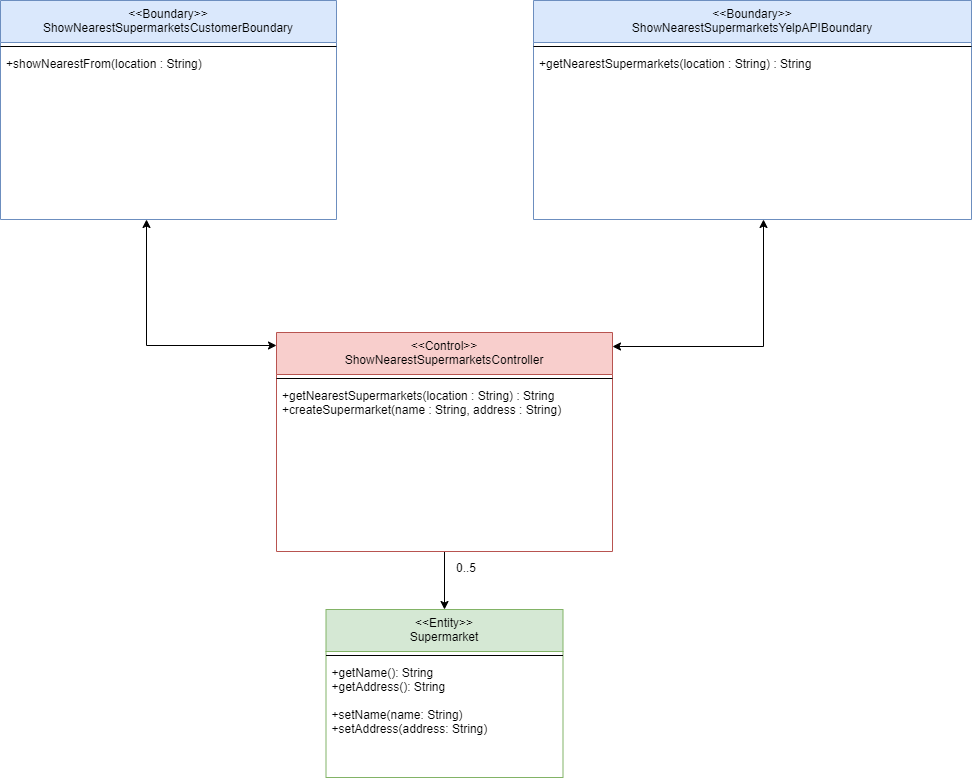 <<Boundary>>
ShowNearestSupermarketsCustomerBoundary
+showNearestFrom(location : String)
<<Boundary>>
ShowNearestSupermarketsYelpAPIBoundary
+getNearestSupermarkets(location : String) : String
<<Control>>
ShowNearestSupermarketsController
+getNearestSupermarkets(location : String) : String
+createSupermarket(name : String, address : String)
0..5
<<Entity>>
Supermarket
+getName(): String
+getAddress(): String
+setName(name: String)
+setAddress(address: String)